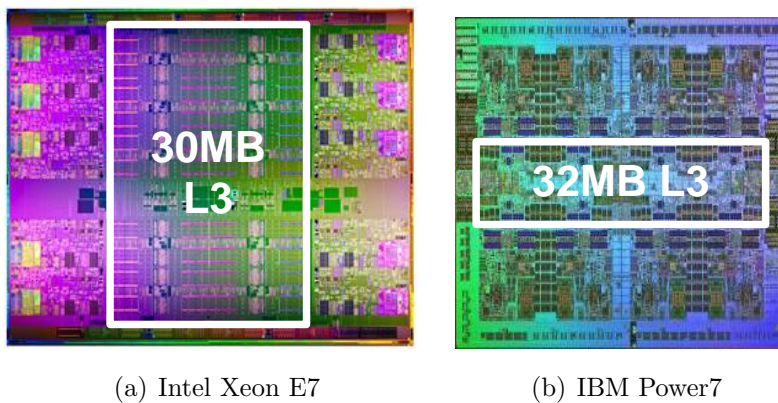 30MB
L3
32MB L3
(a) Intel Xeon E7
(b) IBM Power7